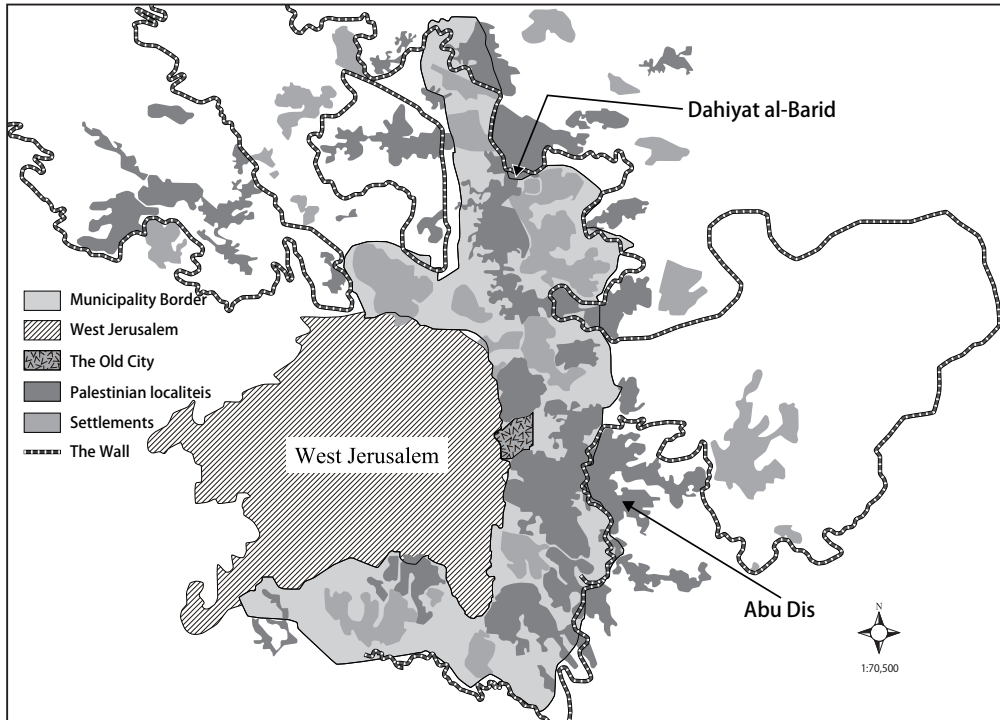 Dahiyat al-Barid
Municipality Border
West Jerusalem
The Old City
Palestinian localiteis
Settlements
The Wall
West Jerusalem
Abu Dis
N
1:70,500